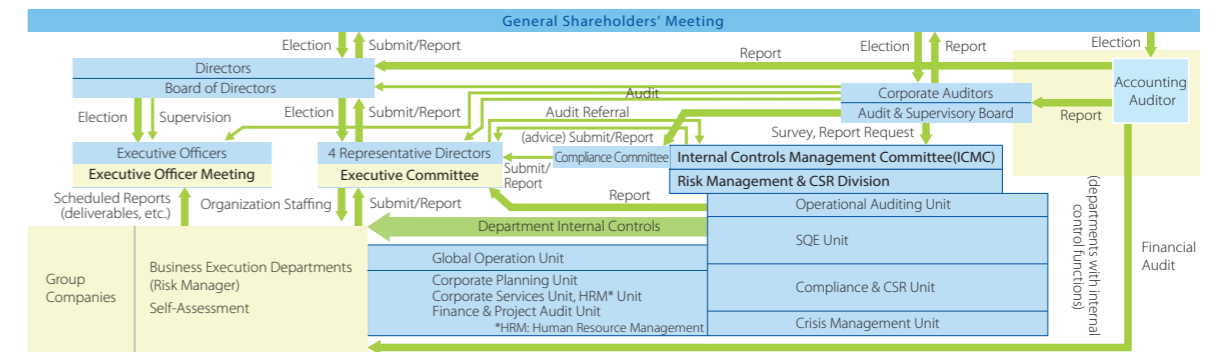 General Shareholders' Meeting
Election
Submit/Report
Election
Report
Election
Report
Directors
Board of Directors
Accounting
Auditor
Audit
Corporate Auditors
Audit & Supervisory Board
Report
Election
Supervision
Election
Submit/Report
Audit Referral
Survey, Report Request
(advice) Submit/Report
Executive Officers
Executive Officer Meeting
4 Representative Directors
Executive Committee
Submit/
Report
Compliance Committee
Internal Controls Management Committee(ICMC)
Risk Management & CSR Division
Scheduled Reports
(deliverables, etc.)
Organization Staffing
Submit/Report
Report
Operational Auditing Unit
Department Internal Controls
SQE Unit
Group
Companies
Business Execution Departments
(Risk Manager)
Self-Assessment
Global Operation Unit
Corporate Planning Unit
Corporate Services Unit, HRM* Unit
Finance & Project Audit Unit
*HRM: Human Resource Management
Compliance & CSR Unit
Crisis Management Unit
(departments with internal
control functions)
Financial
Audit